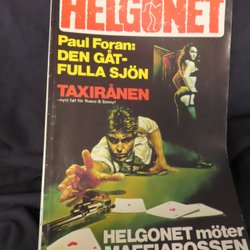 HELGONET
Paul Foran:
DEN GÅT-
FULLA SJÖN
TAXIRÅNEN
–nytt fall för Rosco & Sonny!
HELGONET möter
MAFFIABOSSEN